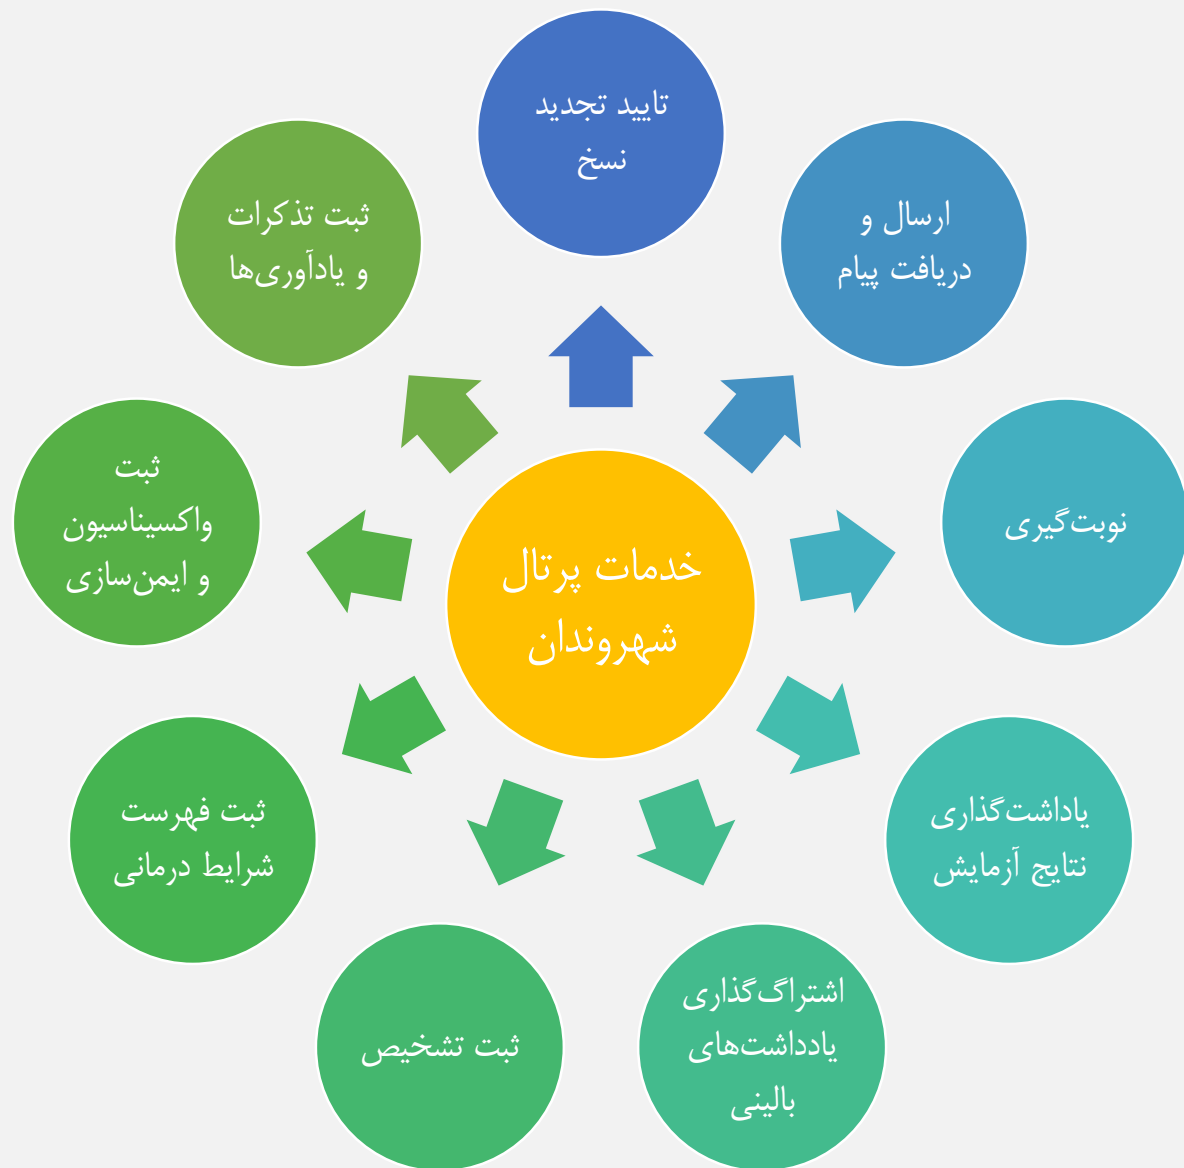 تایید تجدید
نسخ
ارسال و
دریافت پیام
نوبت‌گیری
یاداشت‌گذاری
نتایج آزمایش
اشتراگ‌گذاری
یادداشت‌های
بالینی
ثبت تشخیص
ثبت فهرست
شرایط درمانی
ثبت
واکسیناسیون
و ایمن‌سازی
ثبت تذکرات
و یادآوری‌ها
خدمات پرتال
شهروندان